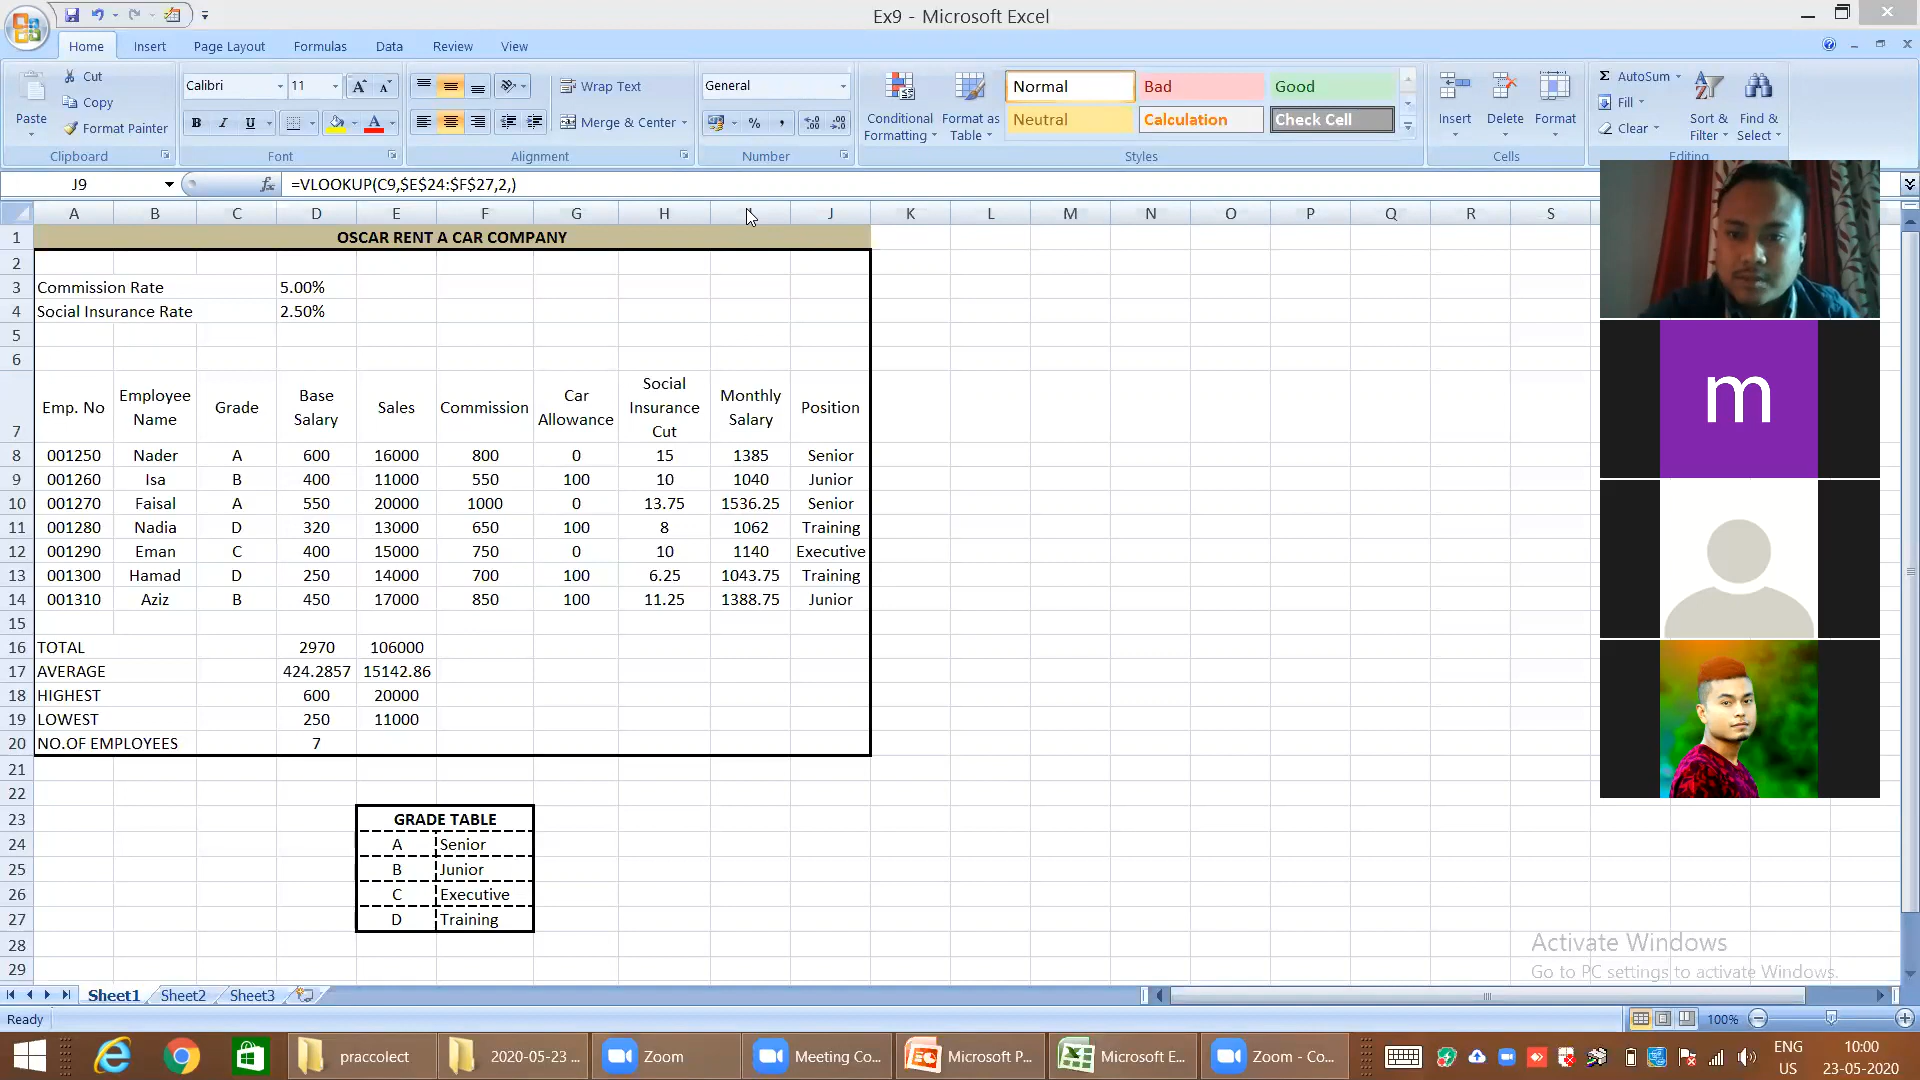 Ex9 - Microsoft Excel
Home Insert Page Layout Formulas Data Review View
Cut
Copy
Format Painter
Paste
Clipboard
Calibri 11
B I U
Font
Wrap Text
Merge & Center
Alignment
General
Number
Conditional Formatting
Format as Table
Normal Bad Good
Neutral Calculation Check Cell
Styles
Insert Delete Format
Cells
AutoSum
Fill
Clear
Sort & Filter
Find & Select
Editing
J9 fx =VLOOKUP(C9,$E$24:$F$27,2,)
A B C D E F G H J K L M N O P Q R S
1 OSCAR RENT A CAR COMPANY
2
3 Commission Rate 5.00%
4 Social Insurance Rate 2.50%
5
6
7 Emp. No Employee Name Grade Base Salary Sales Commission Car Allowance Social Insurance Cut Monthly Salary Position
8 001250 Nader A 600 16000 800 0 15 1385 Senior
9 001260 Isa B 400 11000 550 100 10 1040 Junior
10 001270 Faisal A 550 20000 1000 0 13.75 1536.25 Senior
11 001280 Nadia D 320 13000 650 100 8 1062 Training
12 001290 Eman C 400 15000 750 0 10 1140 Executive
13 001300 Hamad D 250 14000 700 100 6.25 1043.75 Training
14 001310 Aziz B 450 17000 850 100 11.25 1388.75 Junior
15
16 TOTAL 2970 106000
17 AVERAGE 424.2857 15142.86
18 HIGHEST 600 20000
19 LOWEST 250 11000
20 NO.OF EMPLOYEES 7
21
22
23 GRADE TABLE
24 A Senior
25 B Junior
26 C Executive
27 D Training
28
29
m
Activate Windows
Go to PC settings to activate Windows.
Sheet1 Sheet2 Sheet3
Ready 100%
praccolect 2020-05-23 ... Zoom Meeting Co... Microsoft P... Microsoft E... Zoom - Co...
ENG US
10:00
23-05-2020